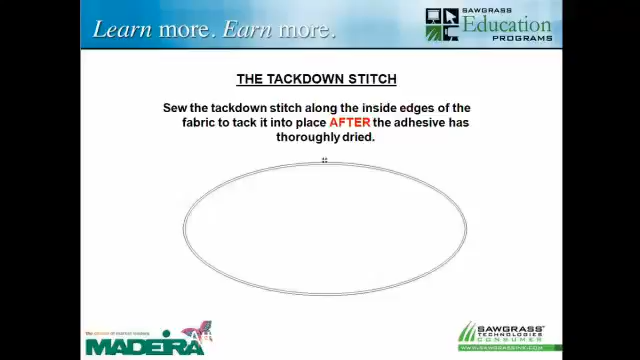 Learn more. Earn more.
SAWGRASS
Education
PROGRAMS
THE TACKDOWN STITCH
Sew the tackdown stitch along the inside edges of the
fabric to tack it into place AFTER the adhesive has
thoroughly dried.
MADEIRA
SAWGRASS
TECHNOLOGIES
CONSUMER